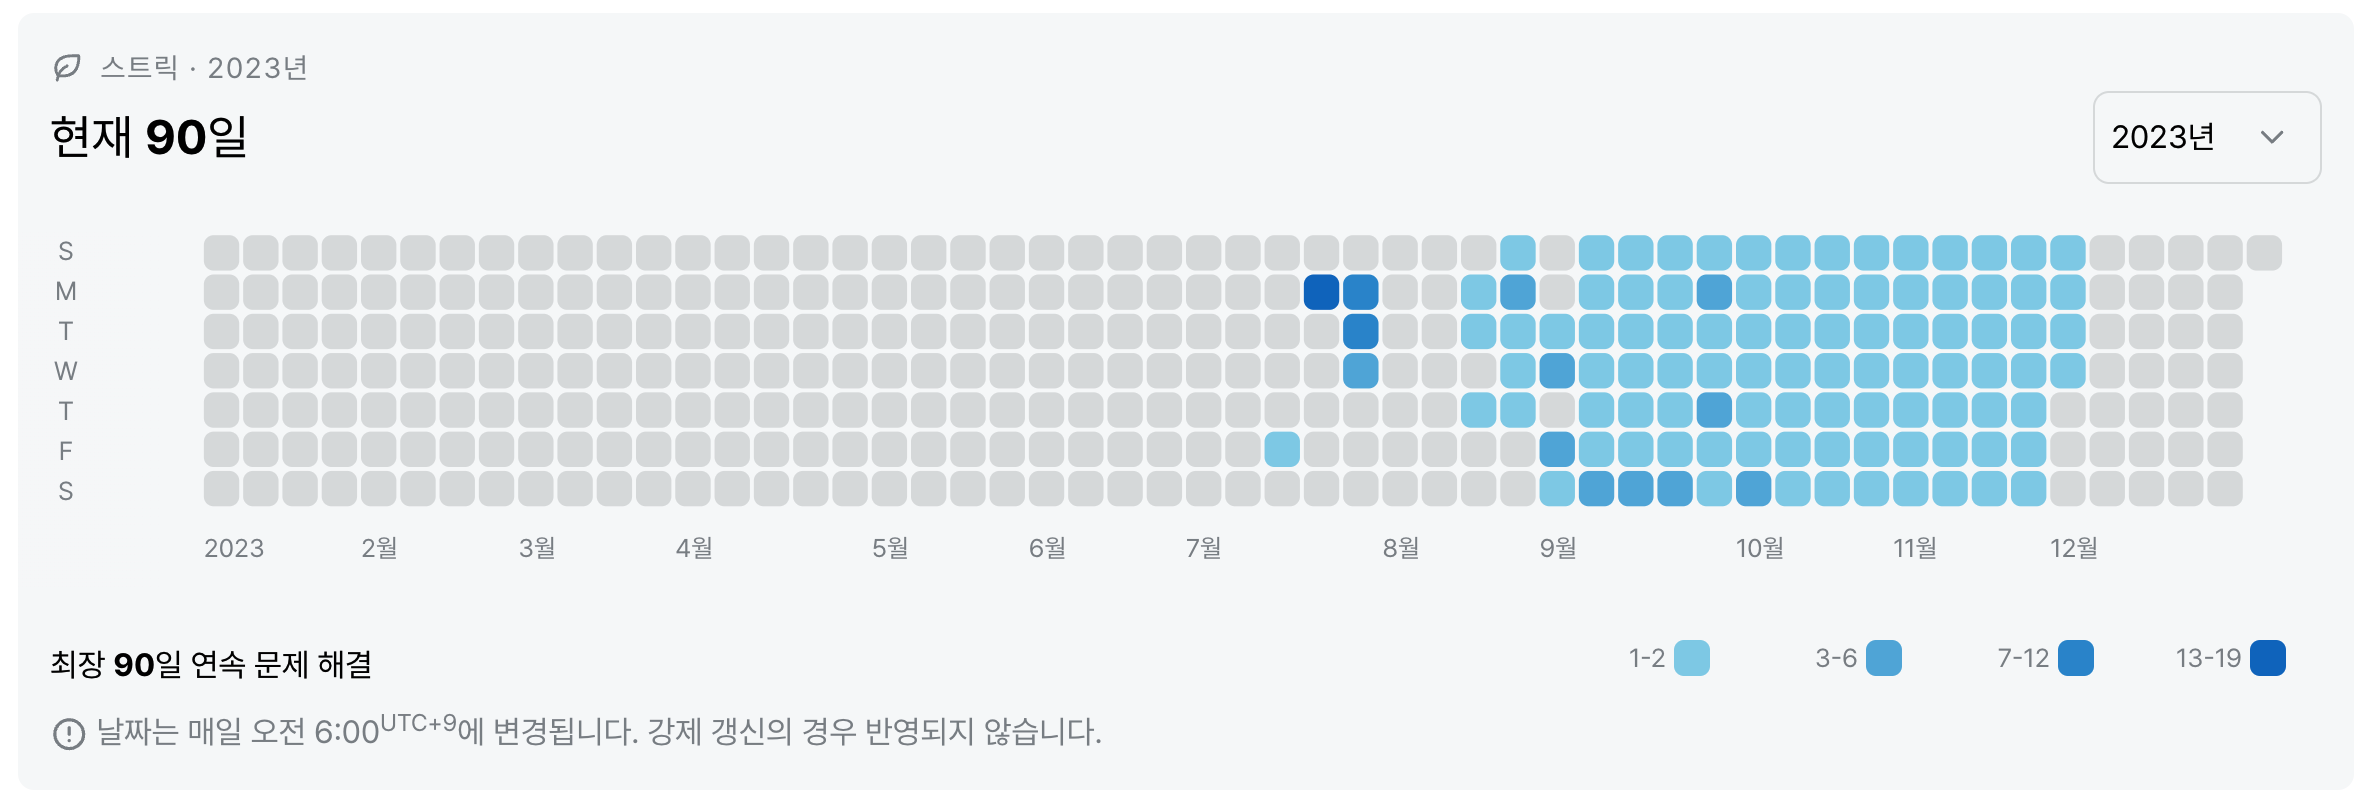 스트릭 · 2023년
현재 90일
2023년
S
M
T
W
T
F
S
2023 2월 3월 4월 5월 6월 7월 8월 9월 10월 11월 12월
최장 90일 연속 문제 해결
1-2 3-6 7-12 13-19
날짜는 매일 오전 6:00UTC+9에 변경됩니다. 강제 갱신의 경우 반영되지 않습니다.